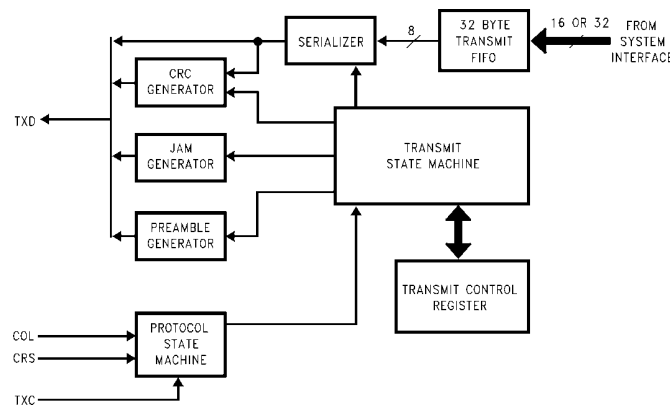 SERIALIZER
8
32 BYTE
TRANSMIT
FIFO
16 OR 32
FROM
SYSTEM
INTERFACE
CRC
GENERATOR
TXD
JAM
GENERATOR
TRANSMIT
STATE MACHINE
PREAMBLE
GENERATOR
TRANSMIT CONTROL
REGISTER
COL
CRS
TXC
PROTOCOL
STATE
MACHINE